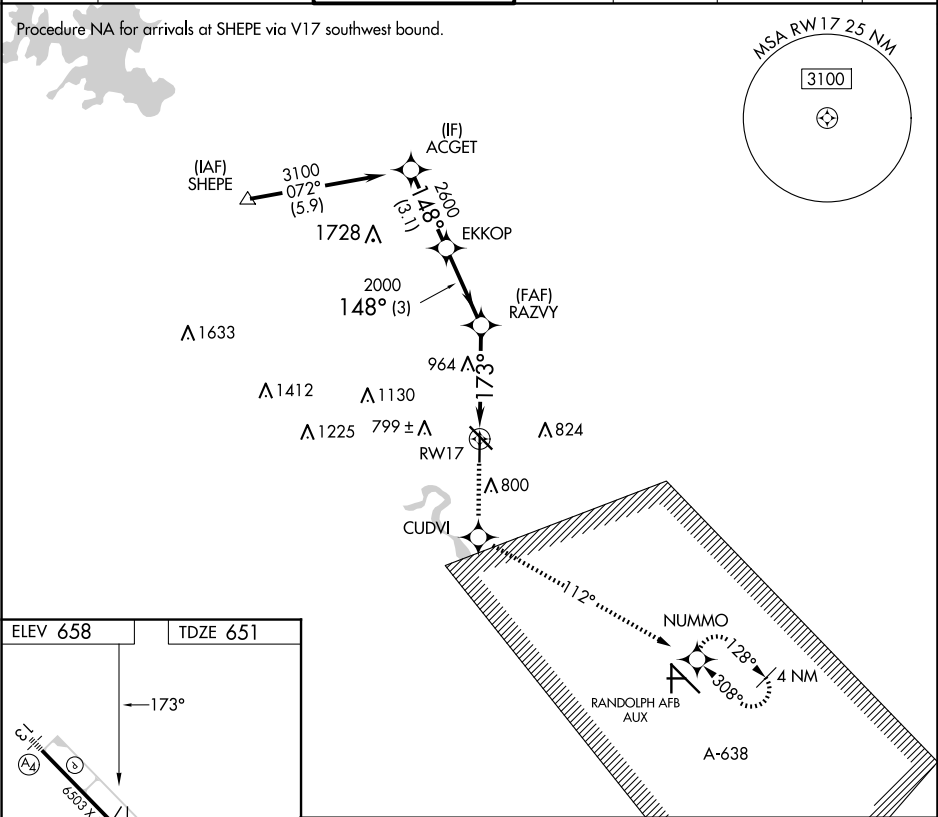 Procedure NA for arrivals at SHEPE via V17 southwest bound.
MSA RW17 25 NM
3100
(IF)
ACGET
(IAF)
SHEPE
3100
072°
(5.9)
2600
148°
(3.1)
1728
EKKOP
2000
148° (3)
(FAF)
RAZVY
1633
964
173°
1412
1130
1225
799 ±
824
RW17
800
CUDVI
112°
NUMMO
128°
4 NM
308°
RANDOLPH AFB
AUX
A-638
ELEV 658
TDZE 651
173°
13
A4
P
6503 X